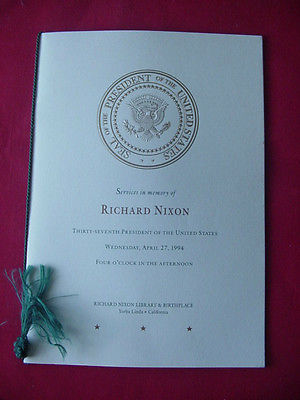 SEAL OF THE PRESIDENT OF THE UNITED STATES
Services in memory of
RICHARD NIXON
THIRTY-SEVENTH PRESIDENT OF THE UNITED STATES
WEDNESDAY, APRIL 27, 1994
FOUR O'CLOCK IN THE AFTERNOON
RICHARD NIXON LIBRARY & BIRTHPLACE
Yorba Linda • California